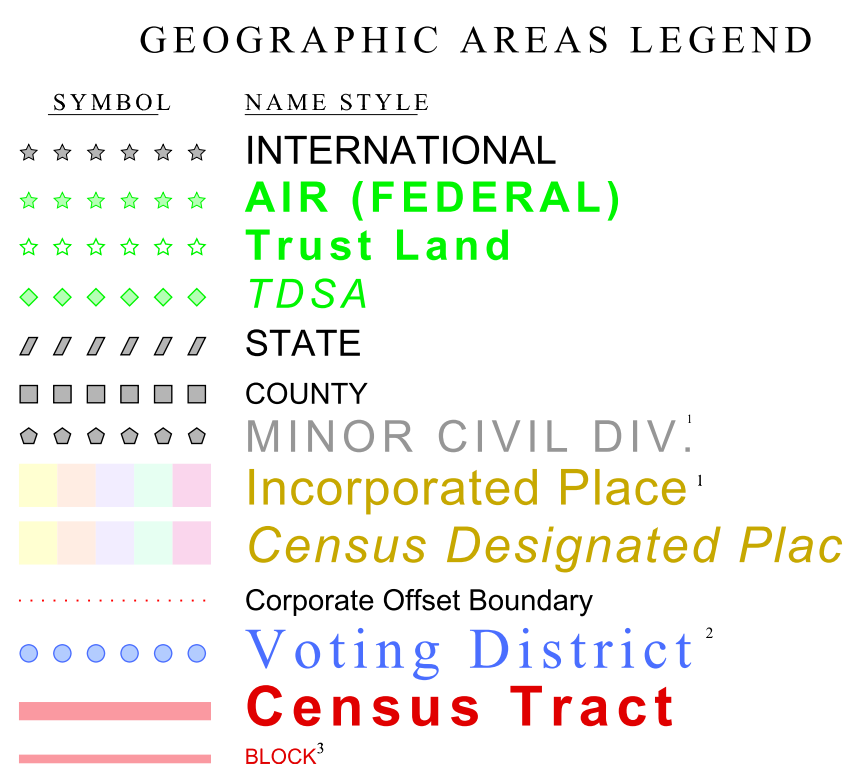 GEOGRAPHIC AREAS LEGEND
SYMBOL NAME STYLE
INTERNATIONAL
AIR (FEDERAL)
Trust Land
TDSA
STATE
COUNTY
MINOR CIVIL DIV.¹
Incorporated Place ¹
Census Designated Plac
Corporate Offset Boundary
Voting District ²
Census Tract
BLOCK³